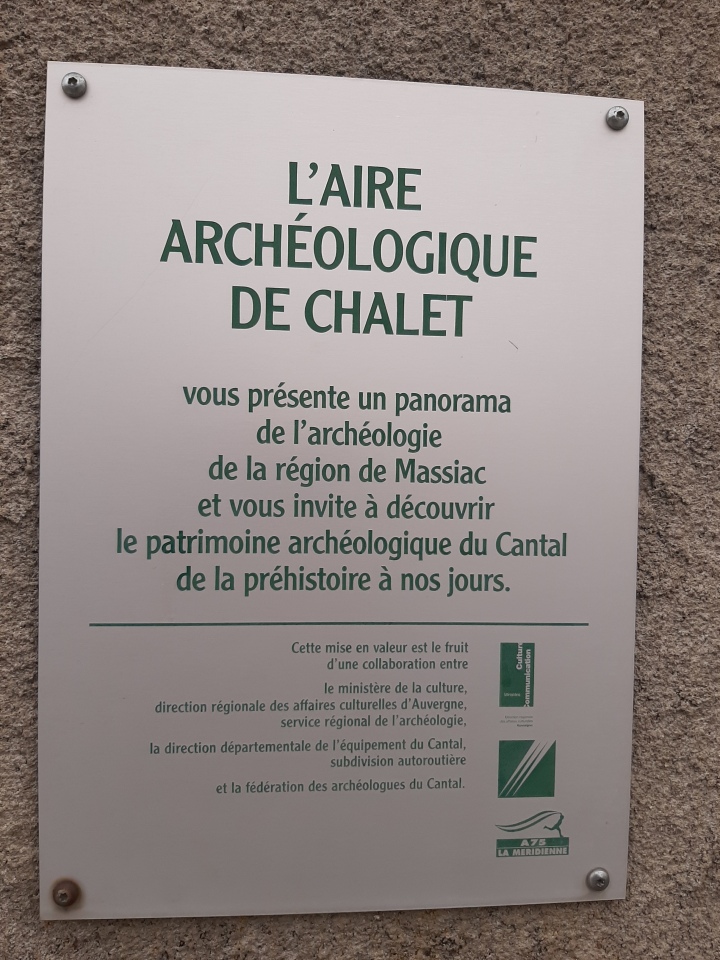 L'AIRE
ARCHÉOLOGIQUE
DE CHALET
vous présente un panorama
de l'archéologie
de la région de Massiac
et vous invite à découvrir
le patrimoine archéologique du Cantal
de la préhistoire à nos jours.
Cette mise en valeur est le fruit
d'une collaboration entre
le ministère de la culture,
direction régionale des affaires culturelles d'Auvergne,
service régional de l'archéologie,
la direction départementale de l'équipement du Cantal,
subdivision autoroutière
et la fédération des archéologues du Cantal.
Culture
Communication
A75
LA MERIDIENNE